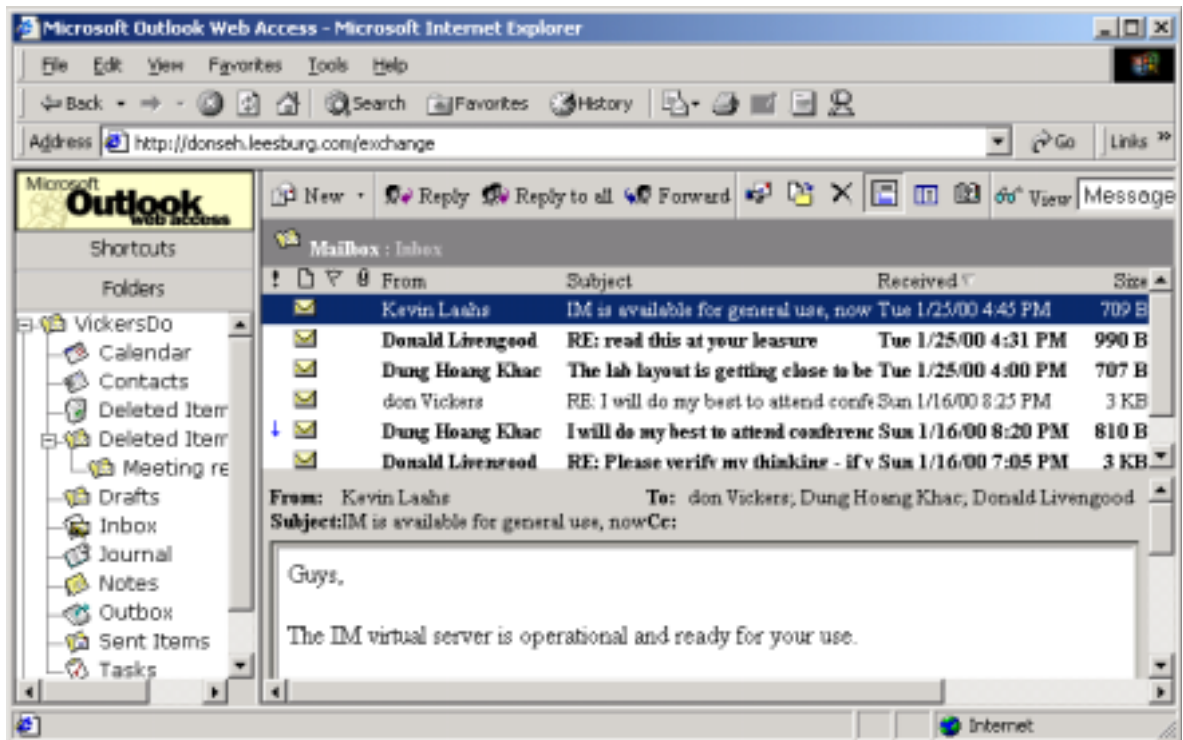 Microsoft Outlook Web Access - Microsoft Internet Explorer
File Edit View Favorites Tools Help
Back Search Favorites History
Address http://donseh.leesburg.com/exchange Go Links »
Microsoft
Outlook
web access
New Reply Reply to all Forward View Message
Shortcuts
Mailbox : Inbox
Folders
! From Subject Received Size
Kevin Laahs IM is available for general use, now Tue 1/25/00 4:45 PM 709 B
Donald Livengood RE: read this at your leasure Tue 1/25/00 4:31 PM 990 B
Dung Hoang Khac The lab layout is getting close to be Tue 1/25/00 4:00 PM 707 B
don Vickers RE: I will do my best to attend confe Sun 1/16/00 8:25 PM 3 KB
Dung Hoang Khac I will do my best to attend conferenc Sun 1/16/00 8:20 PM 810 B
Donald Livengood RE: Please verify my thinking - if y Sun 1/16/00 7:05 PM 3 KB
VickersDo
Calendar
Contacts
Deleted Item
Deleted Item
Meeting re
Drafts
Inbox
Journal
Notes
Outbox
Sent Items
Tasks
From: Kevin Laahs To: don Vickers; Dung Hoang Khac; Donald Livengood
Subject:IM is available for general use, nowCc:
Guys,
The IM virtual server is operational and ready for your use.
Internet